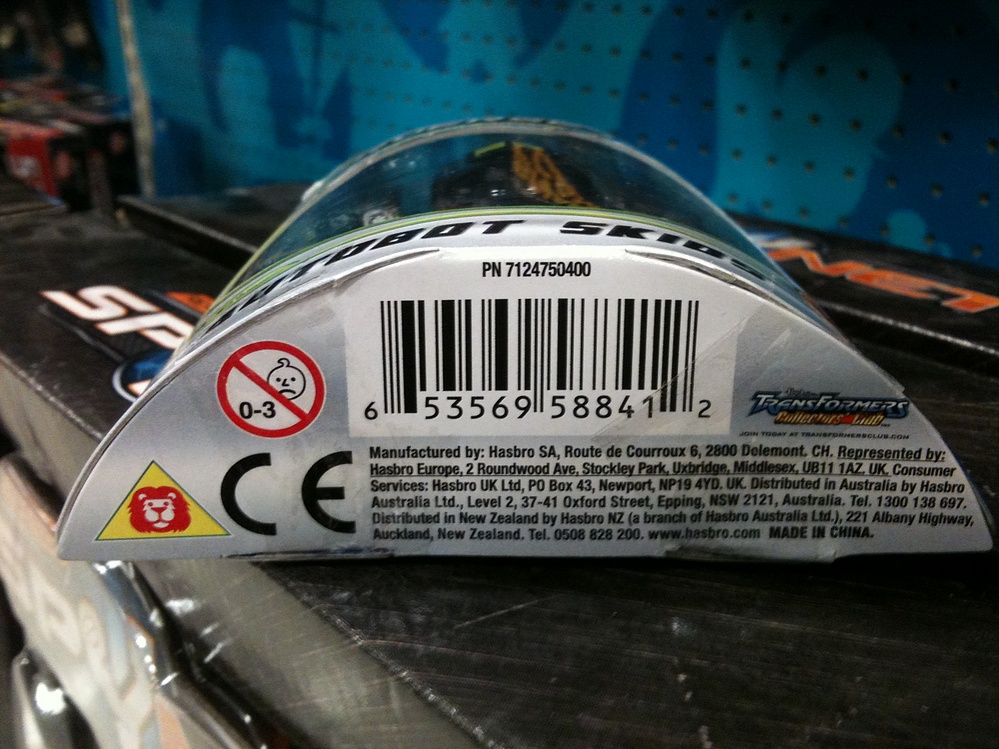 AUTOBOT SKIDS
PN 7124750400
6 53569 58841 2
0-3
TRANSFORMERS
Collectors' Club
JOIN TODAY AT TRANSFORMERSCLUB.COM
CE
Manufactured by: Hasbro SA, Route de Courroux 6, 2800 Delemont. CH. Represented by:
Hasbro Europe, 2 Roundwood Ave, Stockley Park, Uxbridge, Middlesex, UB11 1AZ. UK. Consumer
Services: Hasbro UK Ltd, PO Box 43, Newport, NP19 4YD. UK. Distributed in Australia by Hasbro
Australia Ltd., Level 2, 37-41 Oxford Street, Epping, NSW 2121, Australia. Tel. 1300 138 697.
Distributed in New Zealand by Hasbro NZ (a branch of Hasbro Australia Ltd.), 221 Albany Highway,
Auckland, New Zealand. Tel. 0508 828 200. www.hasbro.com MADE IN CHINA.
SP
NET